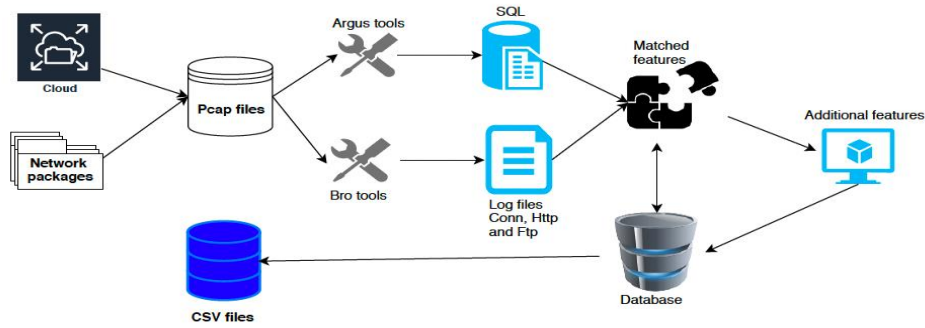 Cloud
Network
packages
Pcap files
Argus tools
Bro tools
SQL
Log files
Conn, Http
and Ftp
Matched
features
Additional features
Database
CSV files